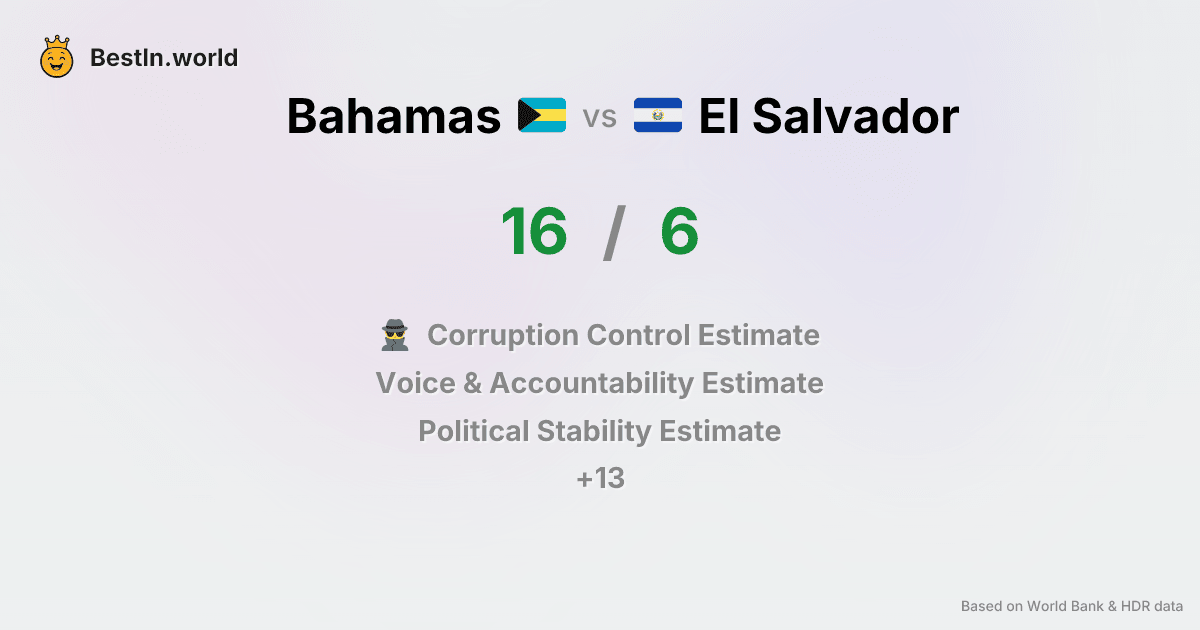 BestIn.world
Bahamas vs El Salvador
16 / 6
Corruption Control Estimate
Voice & Accountability Estimate
Political Stability Estimate
+13
Based on World Bank & HDR data